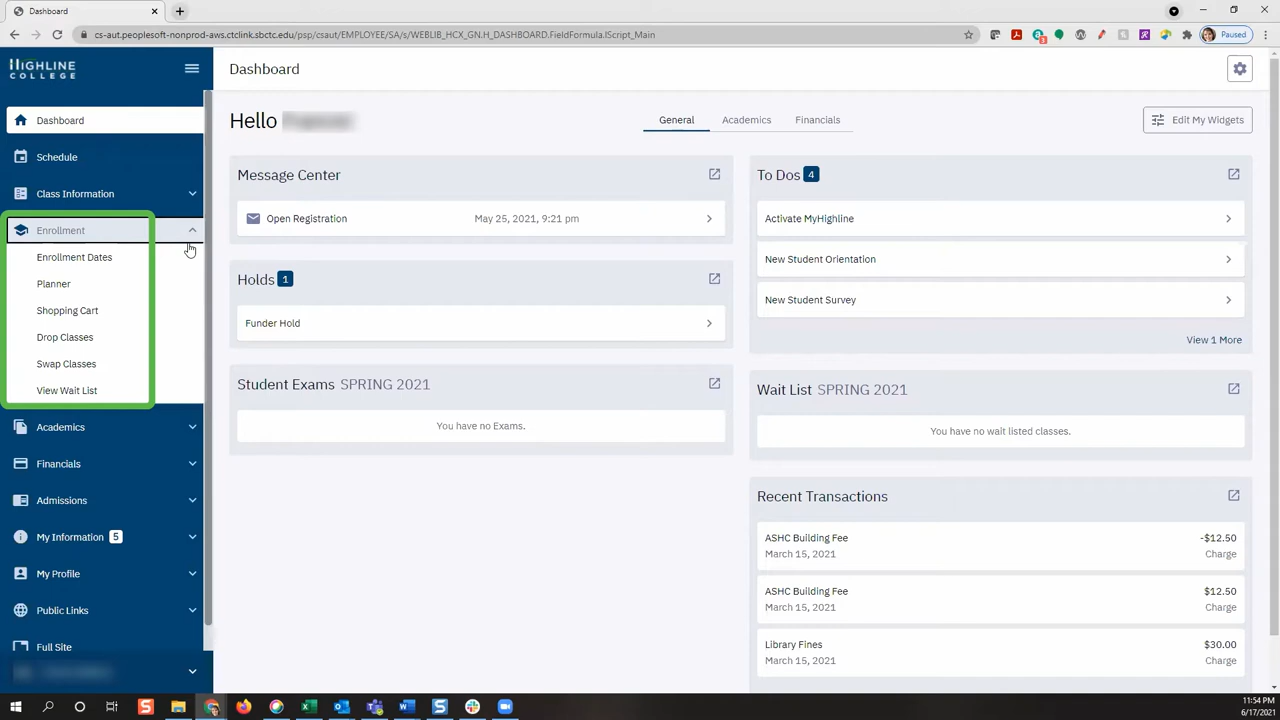 Dashboard
cs-aut.peoplesoft-nonprod-aws.ctclink.sbctc.edu/psp/csaut/EMPLOYEE/SA/s/WEBLIB_HCX_GN.H_DASHBOARD.FieldFormula.IScript_Main
Paused
HIGHLINE
COLLEGE
Dashboard
Schedule
Class Information
Enrollment
Enrollment Dates
Planner
Shopping Cart
Drop Classes
Swap Classes
View Wait List
Academics
Financials
Admissions
My Information 5
My Profile
Public Links
Full Site
Dashboard
Hello
General Academics Financials
Edit My Widgets
Message Center
Open Registration May 25, 2021, 9:21 pm
Holds 1
Funder Hold
Student Exams SPRING 2021
You have no Exams.
To Dos 4
Activate MyHighline
New Student Orientation
New Student Survey
View 1 More
Wait List SPRING 2021
You have no wait listed classes.
Recent Transactions
ASHC Building Fee -$12.50
March 15, 2021 Charge
ASHC Building Fee $12.50
March 15, 2021 Charge
Library Fines $30.00
March 15, 2021 Charge
11:54 PM
6/17/2021